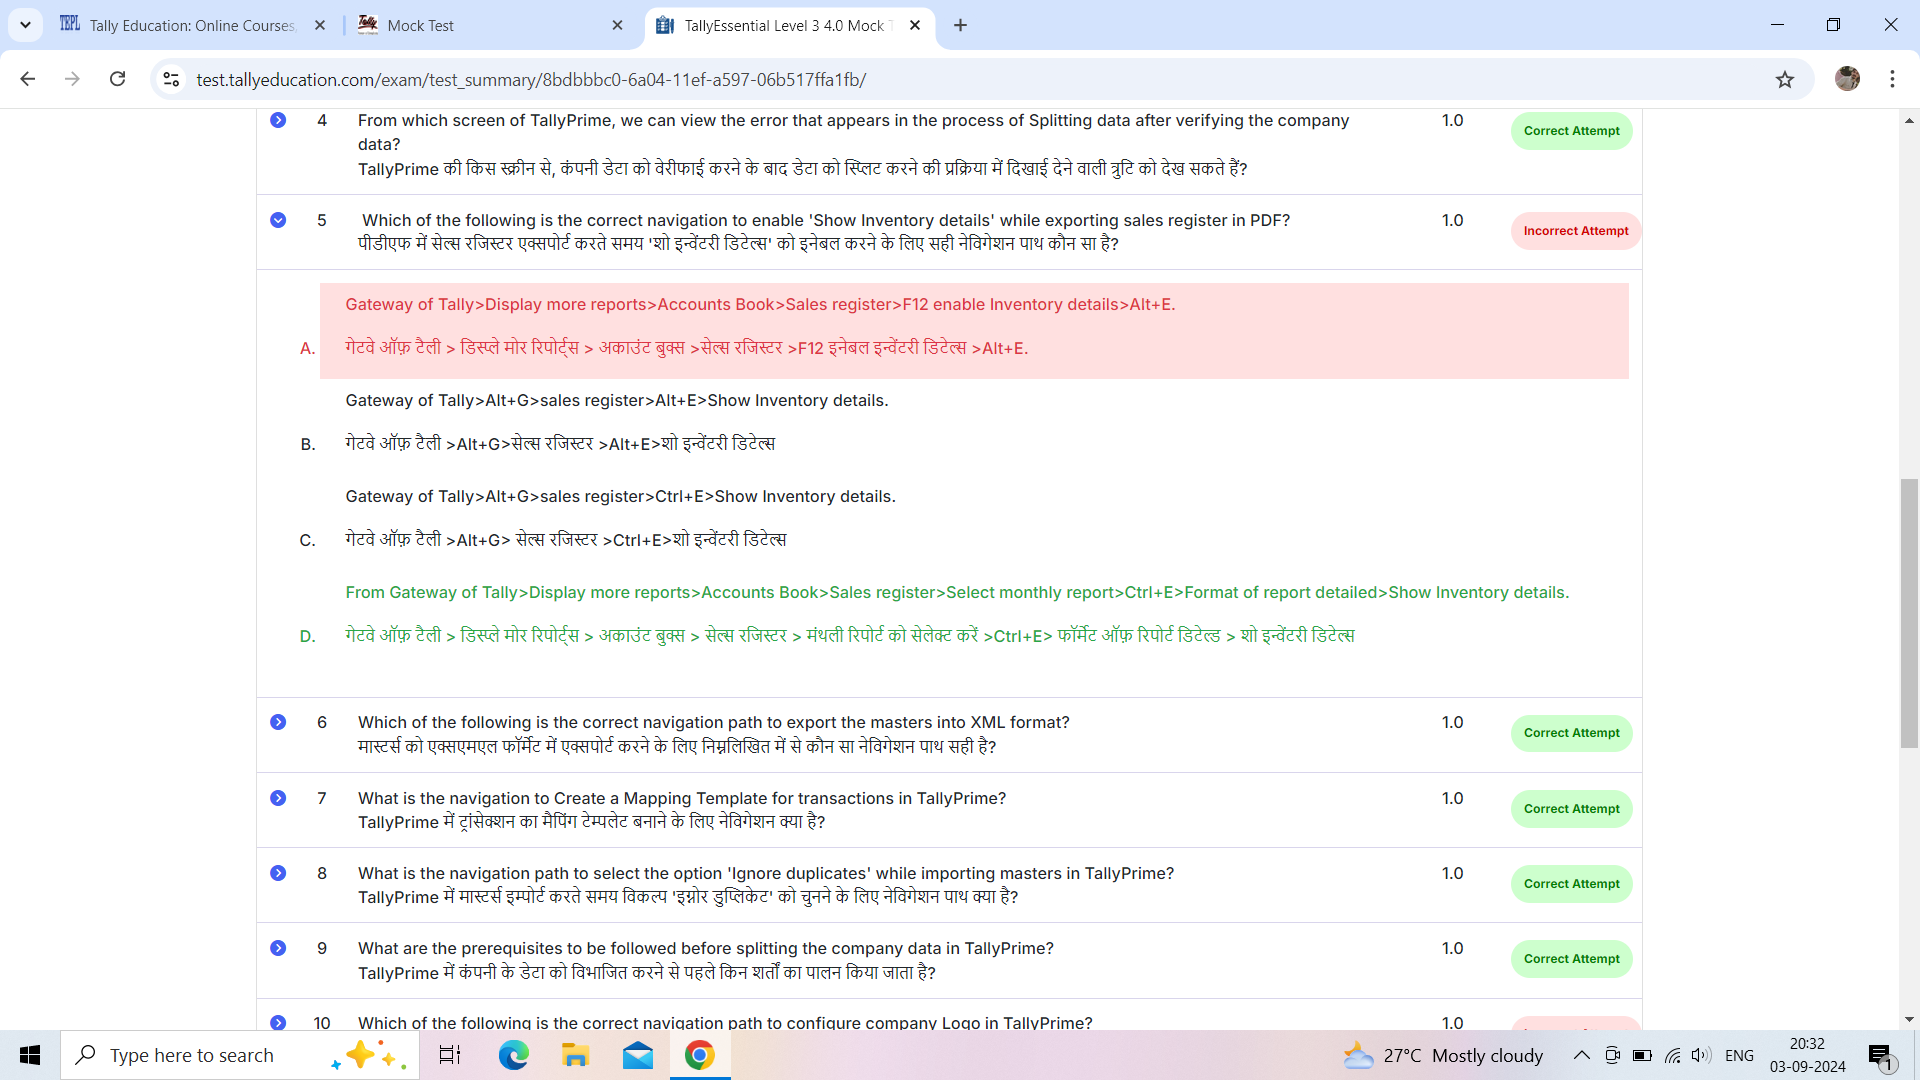 Tally Education: Online Courses,
Mock Test
TallyEssential Level 3 4.0 Mock T
test.tallyeducation.com/exam/test_summary/8bdbbbc0-6a04-11ef-a597-06b517ffa1fb/
4 From which screen of TallyPrime, we can view the error that appears in the process of Splitting data after verifying the company 1.0 Correct Attempt
data?
TallyPrime की किस स्क्रीन से, कंपनी डेटा को वेरीफाई करने के बाद डेटा को स्प्लिट करने की प्रक्रिया में दिखाई देने वाली त्रुटि को देख सकते हैं?
5 Which of the following is the correct navigation to enable 'Show Inventory details' while exporting sales register in PDF? 1.0 Incorrect Attempt
पीडीएफ में सेल्स रजिस्टर एक्सपोर्ट करते समय 'शो इन्वेंटरी डिटेल्स' को इनेबल करने के लिए सही नेविगेशन पाथ कौन सा है?
Gateway of Tally>Display more reports>Accounts Book>Sales register>F12 enable Inventory details>Alt+E.
A. गेटवे ऑफ़ टैली > डिस्प्ले मोर रिपोर्ट्स > अकाउंट बुक्स >सेल्स रजिस्टर >F12 इनेबल इन्वेंटरी डिटेल्स >Alt+E.
Gateway of Tally>Alt+G>sales register>Alt+E>Show Inventory details.
B. गेटवे ऑफ़ टैली >Alt+G>सेल्स रजिस्टर >Alt+E>शो इन्वेंटरी डिटेल्स
Gateway of Tally>Alt+G>sales register>Ctrl+E>Show Inventory details.
C. गेटवे ऑफ़ टैली >Alt+G> सेल्स रजिस्टर >Ctrl+E>शो इन्वेंटरी डिटेल्स
From Gateway of Tally>Display more reports>Accounts Book>Sales register>Select monthly report>Ctrl+E>Format of report detailed>Show Inventory details.
D. गेटवे ऑफ़ टैली > डिस्प्ले मोर रिपोर्ट्स > अकाउंट बुक्स > सेल्स रजिस्टर > मंथली रिपोर्ट को सेलेक्ट करें >Ctrl+E> फॉर्मेट ऑफ़ रिपोर्ट डिटेल्ड > शो इन्वेंटरी डिटेल्स
6 Which of the following is the correct navigation path to export the masters into XML format? 1.0 Correct Attempt
मास्टर्स को एक्सएमएल फॉर्मेट में एक्सपोर्ट करने के लिए निम्नलिखित में से कौन सा नेविगेशन पाथ सही है?
7 What is the navigation to Create a Mapping Template for transactions in TallyPrime? 1.0 Correct Attempt
TallyPrime में ट्रांसेक्शन का मैपिंग टेम्पलेट बनाने के लिए नेविगेशन क्या है?
8 What is the navigation path to select the option 'Ignore duplicates' while importing masters in TallyPrime? 1.0 Correct Attempt
TallyPrime में मास्टर्स इम्पोर्ट करते समय विकल्प 'इग्नोर डुप्लिकेट' को चुनने के लिए नेविगेशन पाथ क्या है?
9 What are the prerequisites to be followed before splitting the company data in TallyPrime? 1.0 Correct Attempt
TallyPrime में कंपनी के डेटा को विभाजित करने से पहले किन शर्तों का पालन किया जाता है?
10 Which of the following is the correct navigation path to configure company Logo in TallyPrime? 1.0
Type here to search
27°C Mostly cloudy
ENG
20:32
03-09-2024
1